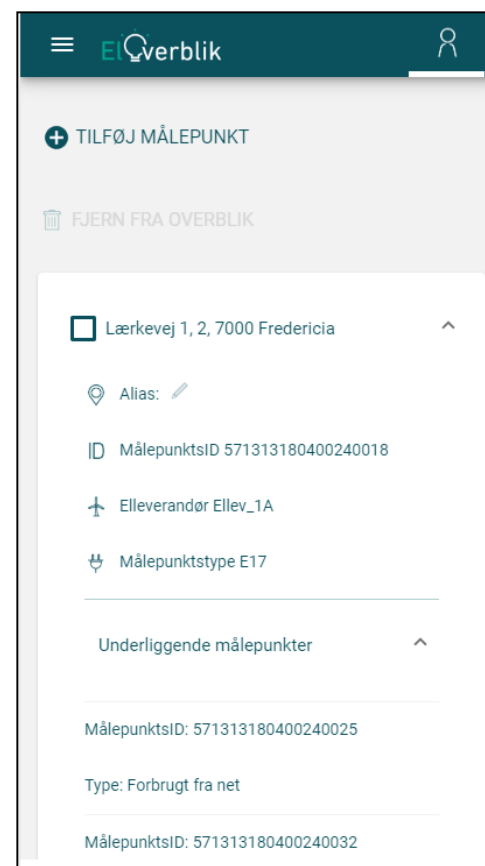 ElOverblik
TILFØJ MÅLEPUNKT
FJERN FRA OVERBLIK
Lærkevej 1, 2, 7000 Fredericia
Alias:
ID MålepunktsID 571313180400240018
Elleverandør Ellev_1A
Målepunktstype E17
Underliggende målepunkter
MålepunktsID: 571313180400240025
Type: Forbrugt fra net
MålepunktsID: 571313180400240032